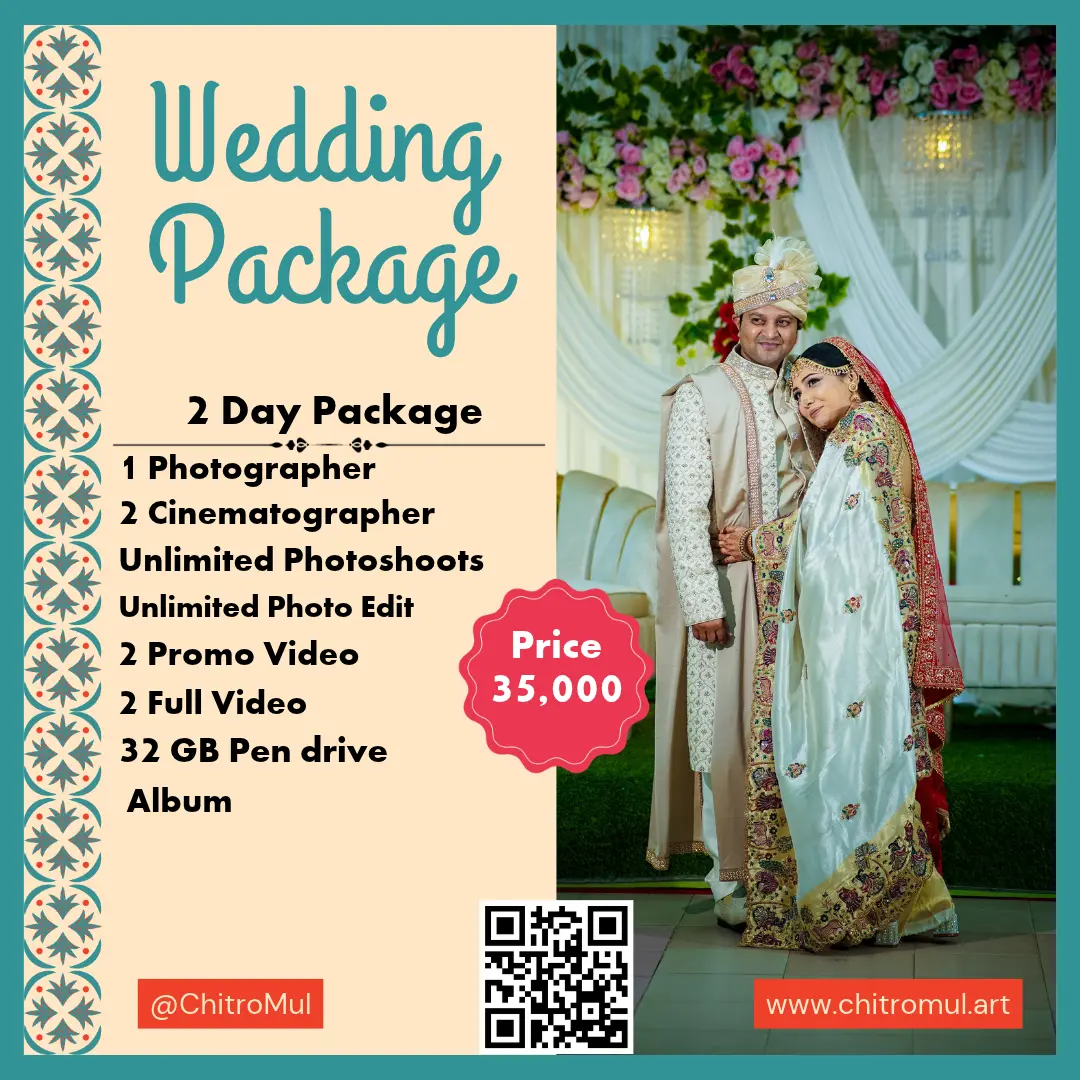 Wedding
Package
2 Day Package
1 Photographer
2 Cinematographer
Unlimited Photoshoots
Unlimited Photo Edit
2 Promo Video
2 Full Video
32 GB Pen drive
Album
Price
35,000
@ChitroMul
www.chitromul.art